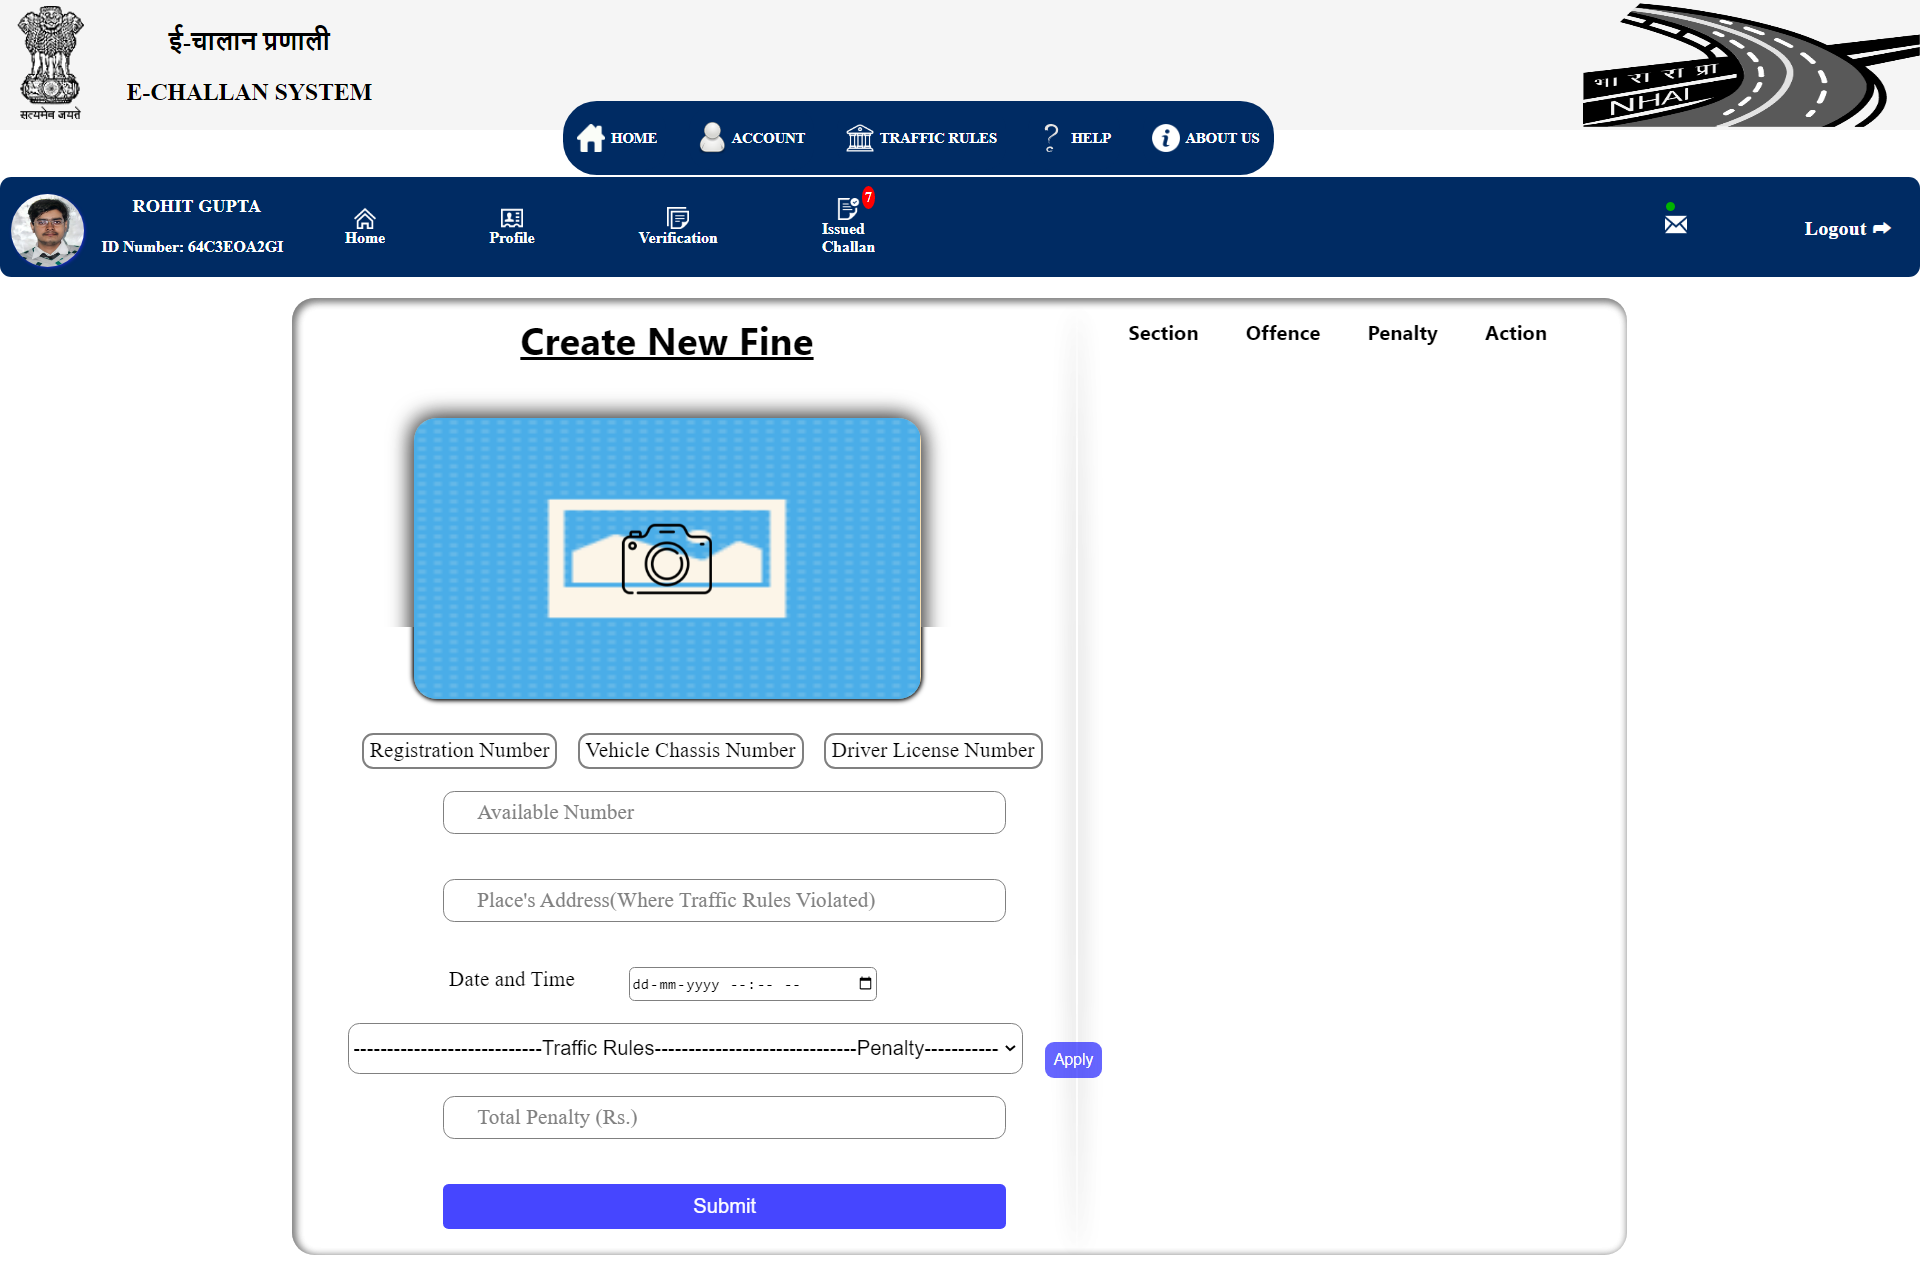 ई-चालान प्रणाली
E-CHALLAN SYSTEM
सत्यमेव जयते
भा रा रा प्रा
NHAI
HOME
ACCOUNT
TRAFFIC RULES
HELP
ABOUT US
ROHIT GUPTA
ID Number: 64C3EOA2GI
Home
Profile
Verification
7
Issued
Challan
Logout
Create New Fine
Section Offence Penalty Action
Registration Number
Vehicle Chassis Number
Driver License Number
Available Number
Place's Address(Where Traffic Rules Violated)
Date and Time
dd-mm-yyyy --:-- --
----------------------------Traffic Rules------------------------------Penalty-----------
Apply
Total Penalty (Rs.)
Submit